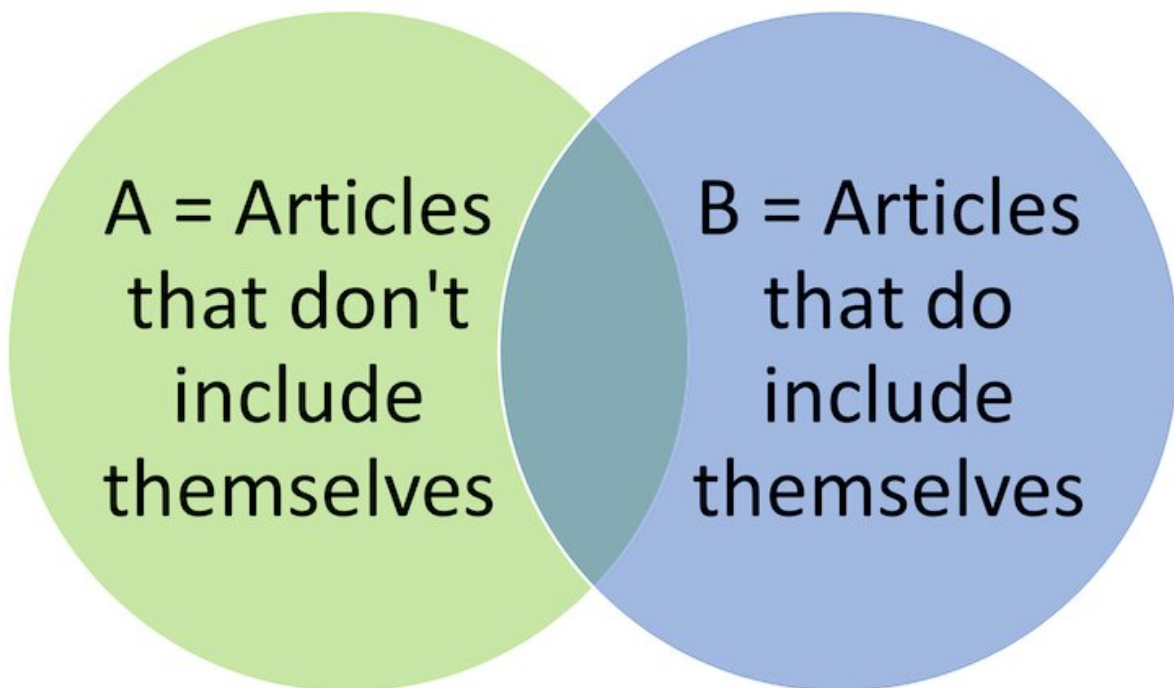 A = Articles
that don't
include
themselves
B = Articles
that do
include
themselves